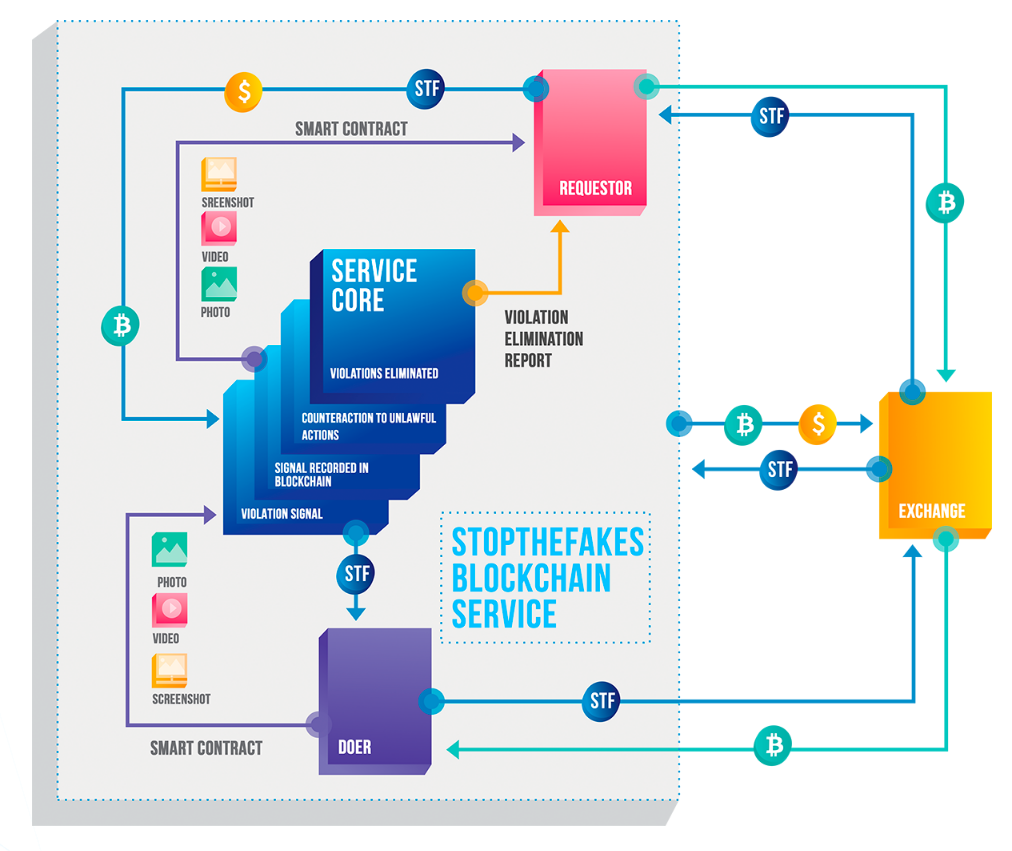 $
STF
STF
SMART CONTRACT
REQUESTOR
SREENSHOT
VIDEO
PHOTO
₿
₿
SERVICE
CORE
VIOLATIONS ELIMINATED
VIOLATION
ELIMINATION
REPORT
COUNTERACTION TO UNLAWFUL
ACTIONS
SIGNAL RECORDED IN
BLOCKCHAIN
VIOLATION SIGNAL
₿
$
STF
EXCHANGE
STOPTHEFAKES
BLOCKCHAIN
SERVICE
STF
PHOTO
VIDEO
SCREENSHOT
SMART CONTRACT
DOER
STF
₿